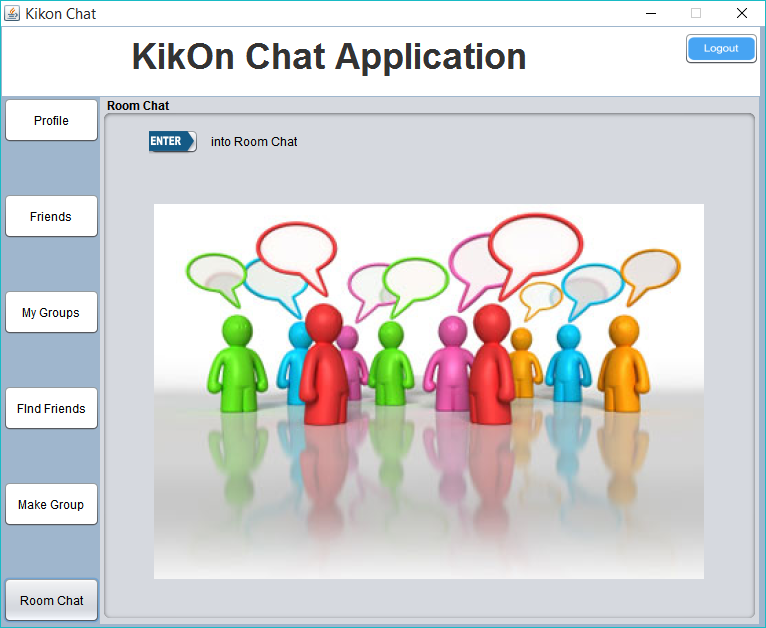 Kikon Chat
KikOn Chat Application
Logout
Profile
Friends
My Groups
FInd Friends
Make Group
Room Chat
Room Chat
ENTER into Room Chat